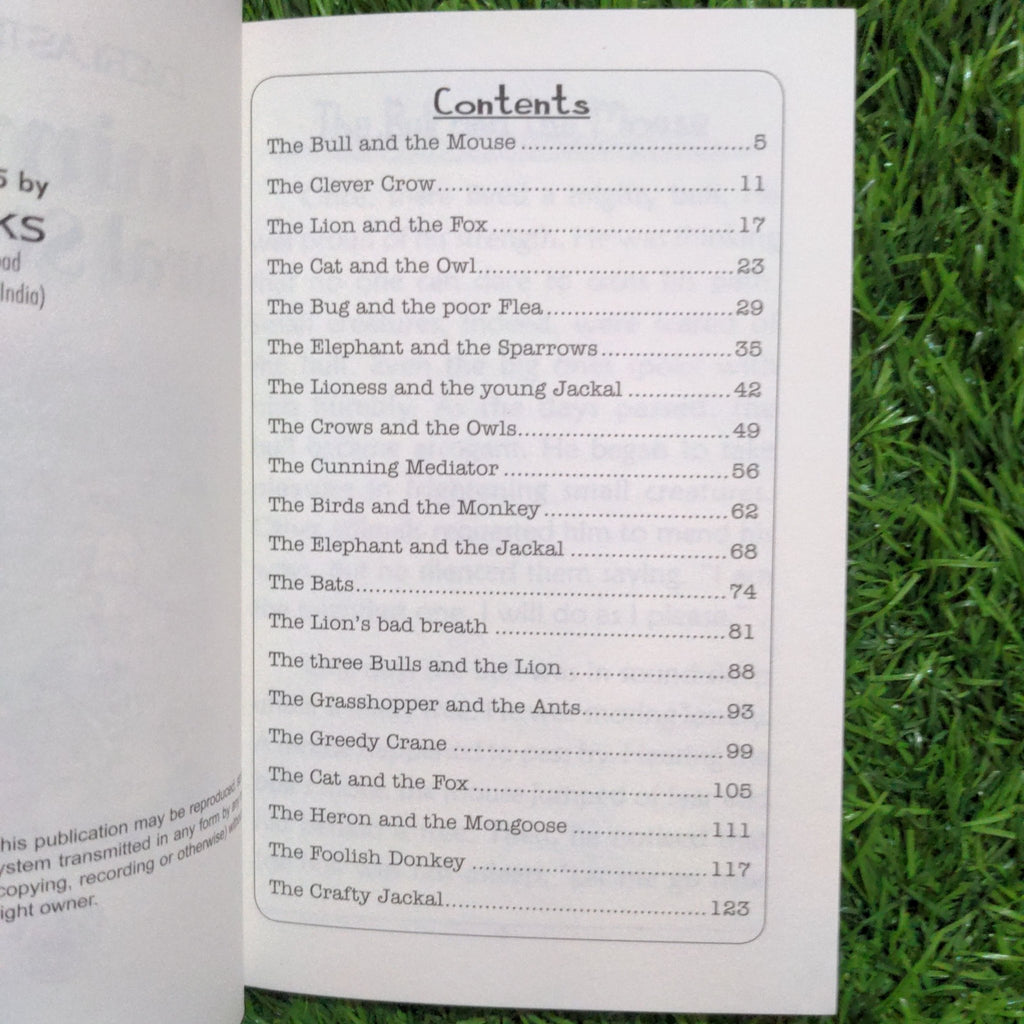 5 by
KS
India)
his publication may be reproduced
ystem transmitted in any form by any
copying, recording or otherwise)
ight owner.
Contents
The Bull and the Mouse ............................... 5
The Clever Crow......................................... 11
The Lion and the Fox .................................. 17
The Cat and the Owl................................... 23
The Bug and the poor Flea.......................... 29
The Elephant and the Sparrows.................. 35
The Lioness and the young Jackal .............. 42
The Crows and the Owls............................. 49
The Cunning Mediator ............................... 56
The Birds and the Monkey......................... 62
The Elephant and the Jackal ..................... 68
The Bats.................................................... 74
The Lion's bad breath ................................ 81
The three Bulls and the Lion ..................... 88
The Grasshopper and the Ants.................... 93
The Greedy Crane ..................................... 99
The Cat and the Fox.................................. 105
The Heron and the Mongoose ................... 111
The Foolish Donkey ................................. 117
The Crafty Jackal..................................... 123